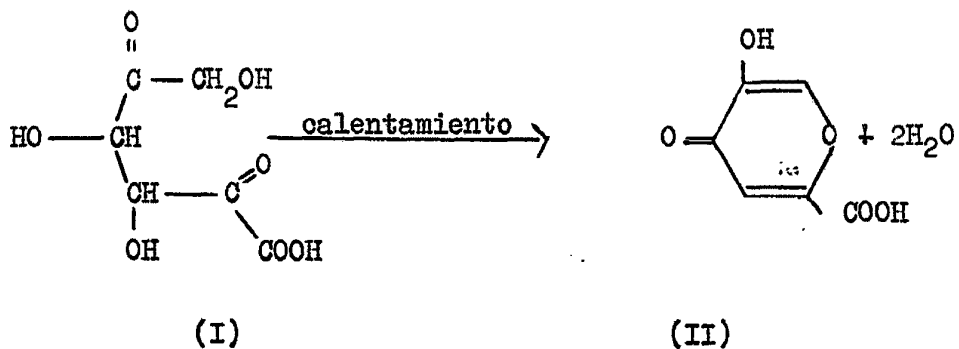 O
C — CH2OH
OH
HO — CH
calentamiento
O = O + 2H2O
CH — C = O
OH COOH
COOH
(I) (II)